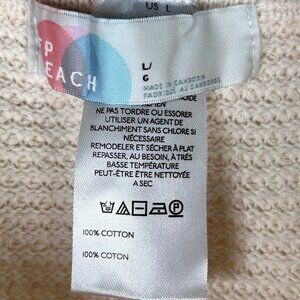 US L
FP
BEACH
L/
G
MADE IN CAMBODIA
FABRIQUÉ AU CAMBODGE
NE PAS TORDRE OU ESSORER
UTILISER UN AGENT DE
BLANCHIMENT SANS CHLORE SI
NÉCESSAIRE
REMODELER ET SÉCHER À PLAT
REPASSER, AU BESOIN, À TRÈS
BASSE TEMPÉRATURE
PEUT-ÊTRE ÊTRE NETTOYÉE
A SEC
100% COTTON
100% COTON